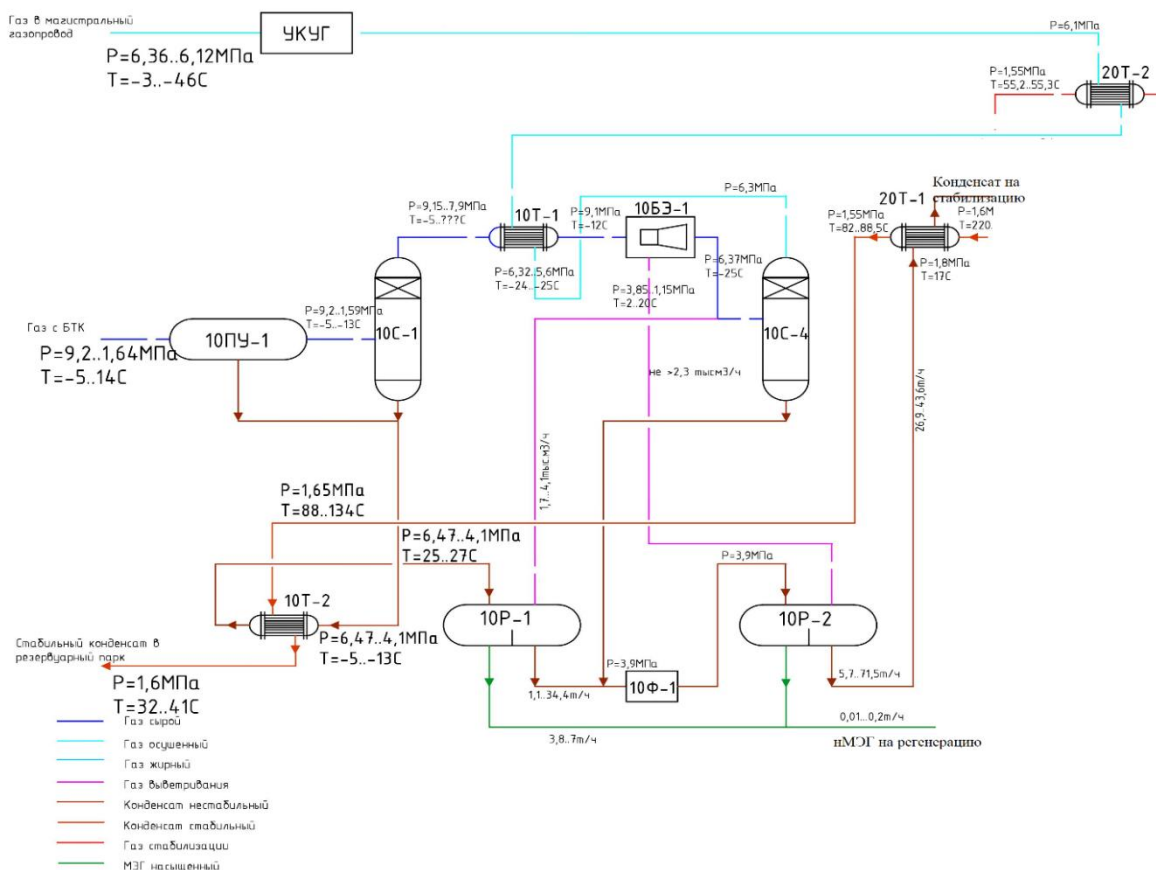 Газ в магистральный
газопровод
УКУГ
P=6,36..6,12МПа
T=-3..-46С
P=6,1МПа
P=1,55МПа
T=55,2..55,3С
20Т-2
P=9,15..7,9МПа
T=-5..???С
10Т-1
P=9,1МПа
T=-12С
10БЭ-1
P=6,3МПа
20Т-1
Конденсат на
стабилизацию
P=1,55МПа
T=82..88,5С
P=1,6М
T=220.
P=1,8МПа
T=17С
P=6,32..5,6МПа
T=-24..-25С
P=6,37МПа
T=-25С
P=3,85..1,15МПа
T=2..20С
P=9,2..1,59МПа
T=-5..-13С
Газ с БТК
10ПУ-1
10С-1
10С-4
P=9,2..1,64МПа
T=-5..14С
не >2,3 тысм3/ч
1,7..4,1тыс.м3/ч
26,9..43,6т/ч
P=1,65МПа
T=88..134С
P=6,47..4,1МПа
T=25..27С
P=3,9МПа
10Т-2
10Р-1
10Р-2
P=6,47..4,1МПа
T=-5..-13С
Стабильный конденсат в
резервуарный парк
P=1,6МПа
T=32..41С
P=3,9МПа
10Ф-1
1,1..34,4т/ч
5,7..71,5т/ч
3,8..7т/ч
0,01...0,2т/ч
нМЭГ на регенерацию
Газ сырой
Газ осушенный
Газ жирный
Газ выветривания
Конденсат нестабильный
Конденсат стабильный
Газ стабилизации
МЭГ насыщенный